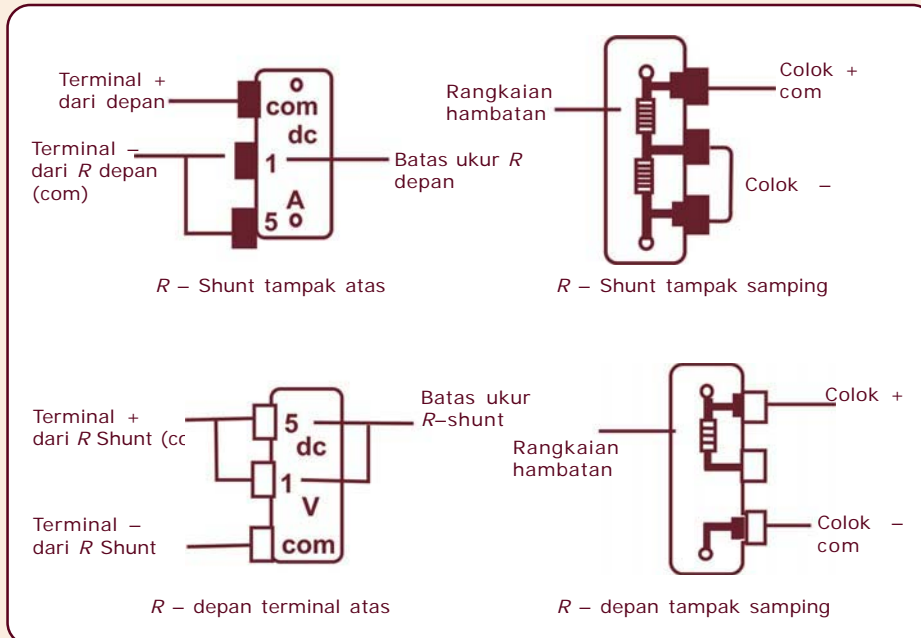 Terminal +
dari depan
Terminal –
dari R depan
(com)
com
dc
1
A
5
Batas ukur R
depan
R – Shunt tampak atas
Rangkaian
hambatan
Colok +
com
Colok –
R – Shunt tampak samping
Terminal +
dari R Shunt (cc
Terminal –
dari R Shunt
5
dc
1
V
com
Batas ukur
R–shunt
R – depan terminal atas
Rangkaian
hambatan
Colok +
Colok –
com
R – depan tampak samping